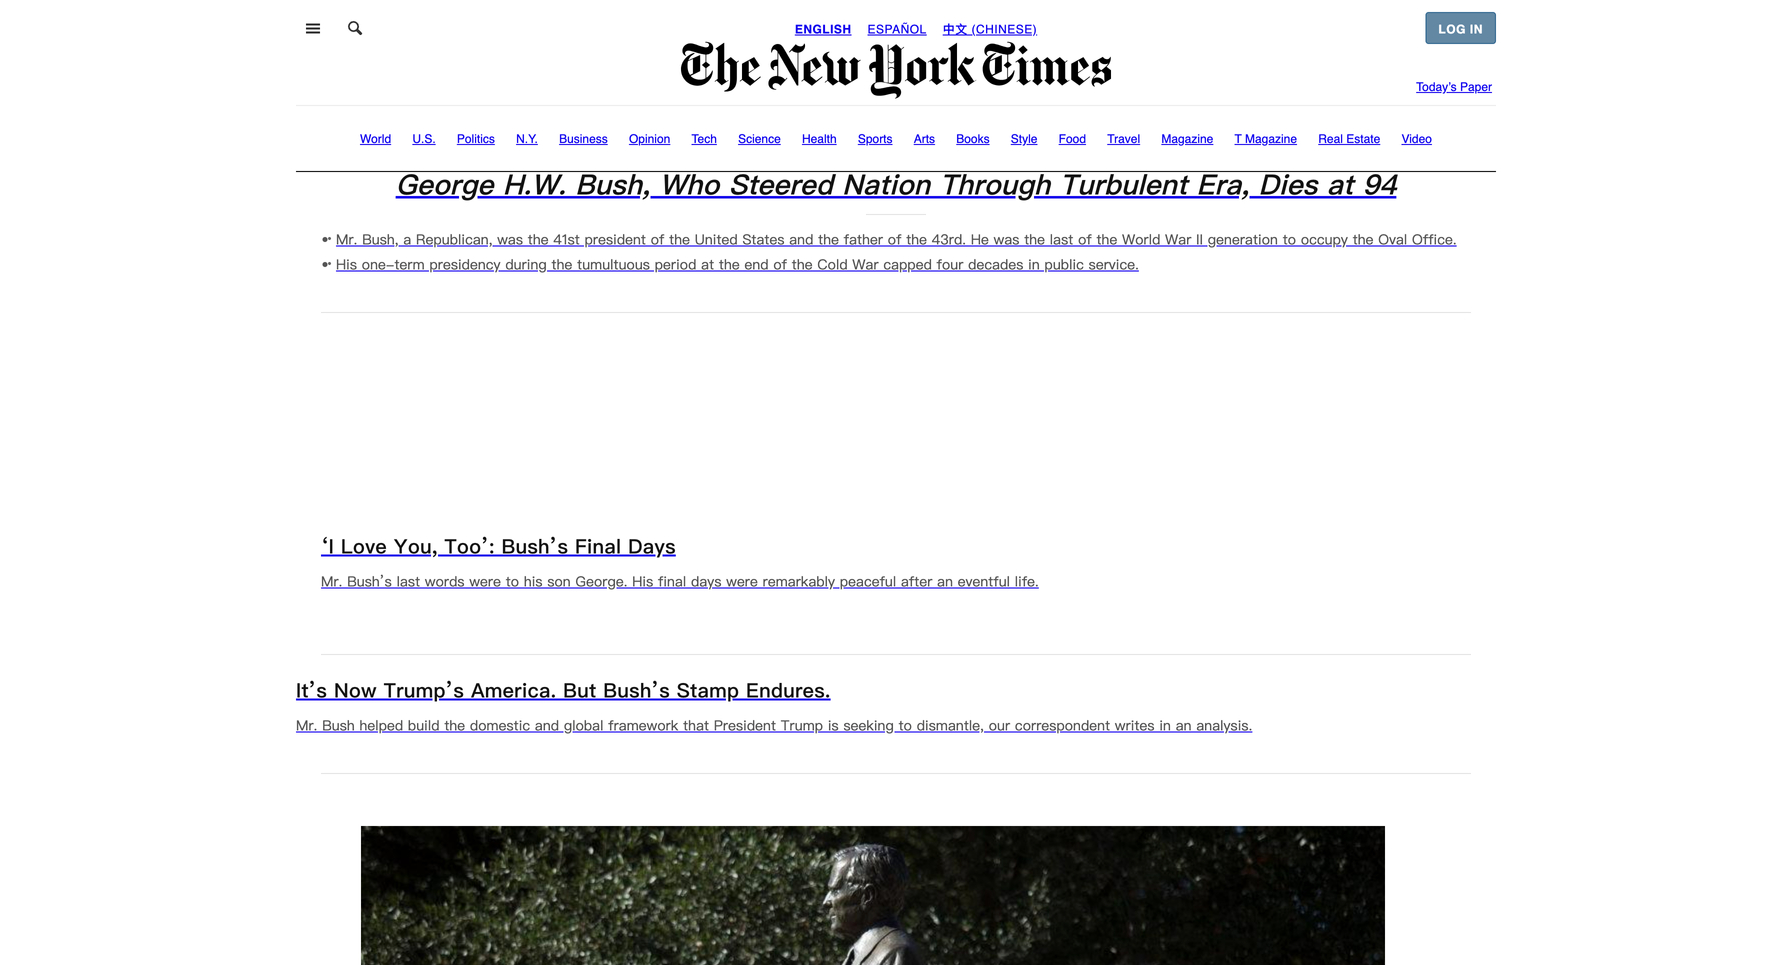 ENGLISH ESPAÑOL 中文 (CHINESE)
LOG IN
The New York Times
Today's Paper
World U.S. Politics N.Y. Business Opinion Tech Science Health Sports Arts Books Style Food Travel Magazine T Magazine Real Estate Video
George H.W. Bush, Who Steered Nation Through Turbulent Era, Dies at 94
• Mr. Bush, a Republican, was the 41st president of the United States and the father of the 43rd. He was the last of the World War II generation to occupy the Oval Office.
• His one-term presidency during the tumultuous period at the end of the Cold War capped four decades in public service.
‘I Love You, Too’: Bush’s Final Days
Mr. Bush’s last words were to his son George. His final days were remarkably peaceful after an eventful life.
It’s Now Trump’s America. But Bush’s Stamp Endures.
Mr. Bush helped build the domestic and global framework that President Trump is seeking to dismantle, our correspondent writes in an analysis.